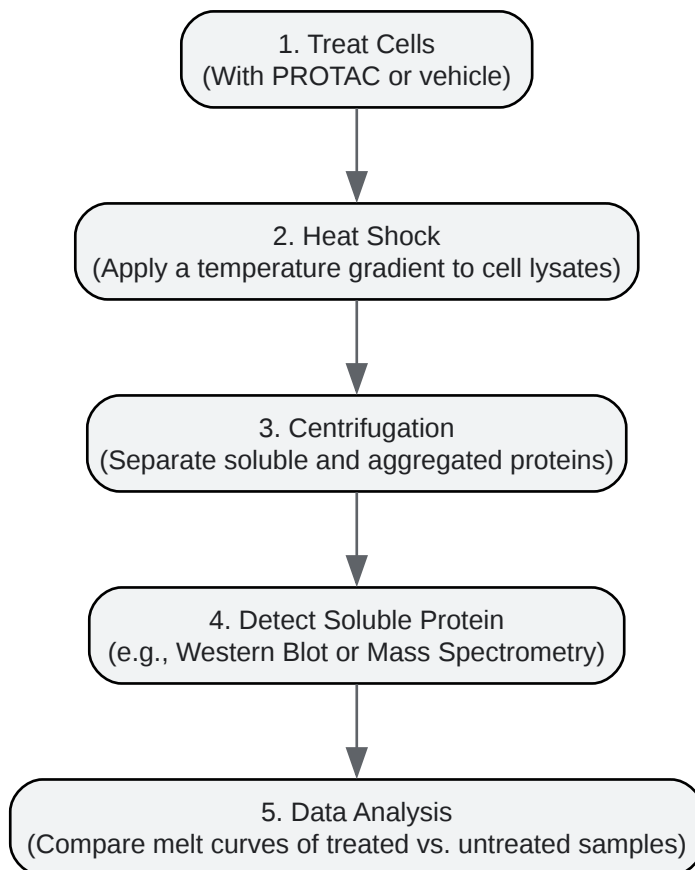 1. Treat Cells
(With PROTAC or vehicle)
2. Heat Shock
(Apply a temperature gradient to cell lysates)
3. Centrifugation
(Separate soluble and aggregated proteins)
4. Detect Soluble Protein
(e.g., Western Blot or Mass Spectrometry)
5. Data Analysis
(Compare melt curves of treated vs. untreated samples)